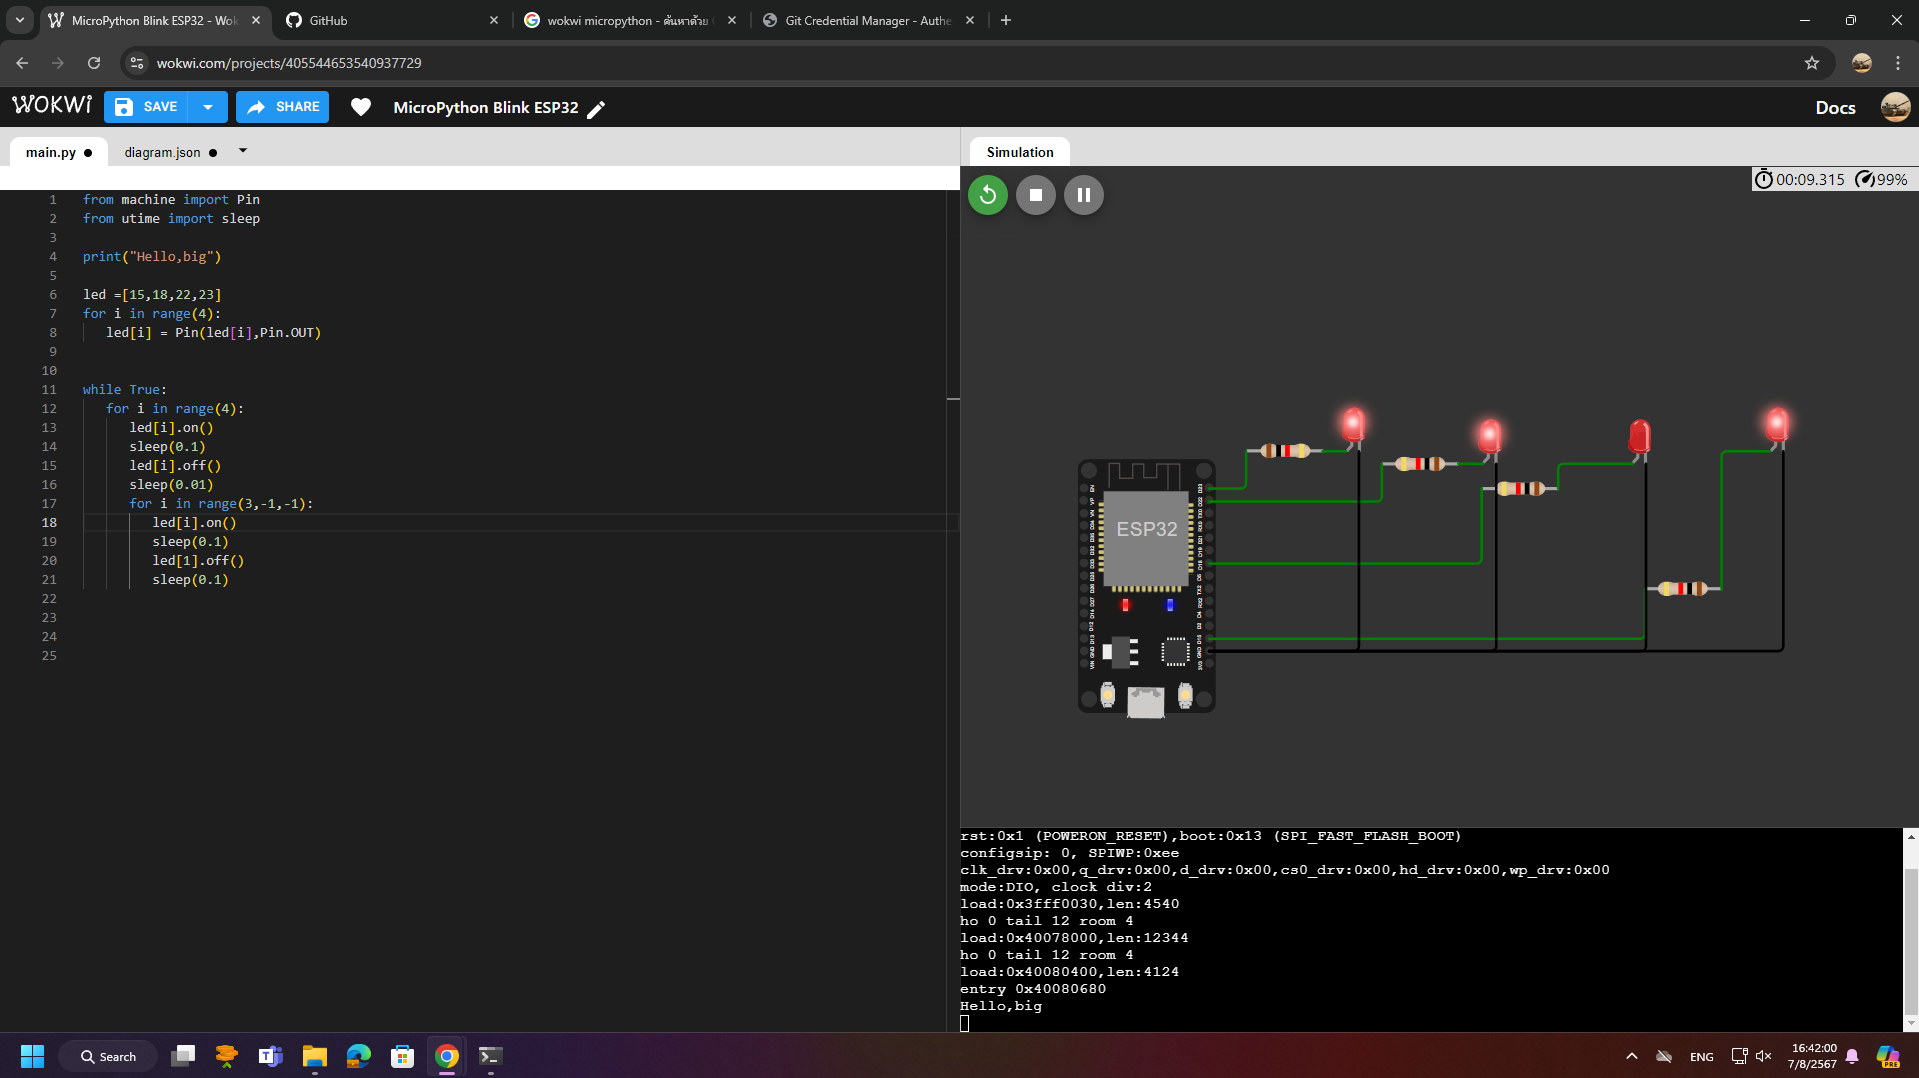 MicroPython Blink ESP32 - Wok
GitHub
wokwi micropython - ค้นหาด้วย
Git Credential Manager - Authe
wokwi.com/projects/405544653540937729
WOKWI
SAVE
SHARE
MicroPython Blink ESP32
Docs
main.py
diagram.json
Simulation
00:09.315
99%
1 from machine import Pin
2 from utime import sleep
3
4 print("Hello,big")
5
6 led =[15,18,22,23]
7 for i in range(4):
8 led[i] = Pin(led[i],Pin.OUT)
9
10
11 while True:
12 for i in range(4):
13 led[i].on()
14 sleep(0.1)
15 led[i].off()
16 sleep(0.01)
17 for i in range(3,-1,-1):
18 led[i].on()
19 sleep(0.1)
20 led[1].off()
21 sleep(0.1)
22
23
24
25
ESP32
rst:0x1 (POWERON_RESET),boot:0x13 (SPI_FAST_FLASH_BOOT)
configsip: 0, SPIWP:0xee
clk_drv:0x00,q_drv:0x00,d_drv:0x00,cs0_drv:0x00,hd_drv:0x00,wp_drv:0x00
mode:DIO, clock div:2
load:0x3fff0030,len:4540
ho 0 tail 12 room 4
load:0x40078000,len:12344
ho 0 tail 12 room 4
load:0x40080400,len:4124
entry 0x40080680
Hello,big
Search
ENG
16:42:00
7/8/2567